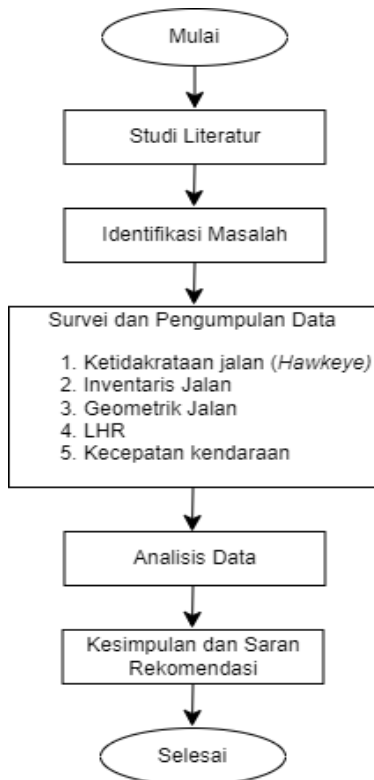 Mulai
Studi Literatur
Identifikasi Masalah
Survei dan Pengumpulan Data
1. Ketidakrataan jalan (Hawkeye)
2. Inventaris Jalan
3. Geometrik Jalan
4. LHR
5. Kecepatan kendaraan
Analisis Data
Kesimpulan dan Saran
Rekomendasi
Selesai